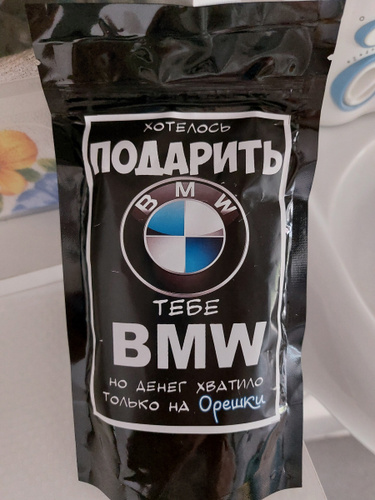 ХОТЕЛОСЬ
ПОДАРИТЬ
BMW
ТЕБЕ
BMW
НО ДЕНЕГ ХВАТИЛО
ТОЛЬКО НА Орешки